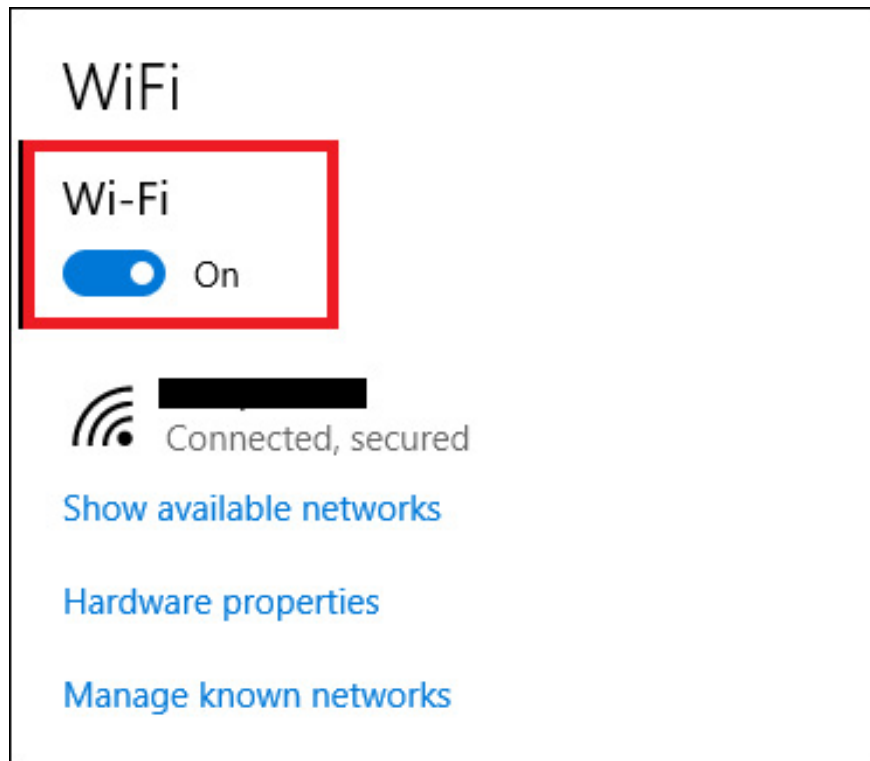 WiFi
Wi-Fi
On
Connected, secured
Show available networks
Hardware properties
Manage known networks